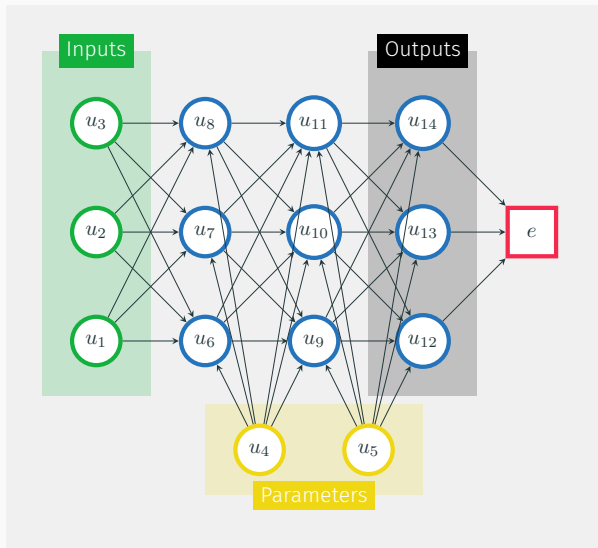 Inputs
Outputs
u3 u8 u11 u14
u2 u7 u10 u13 e
u1 u6 u9 u12
u4 u5
Parameters